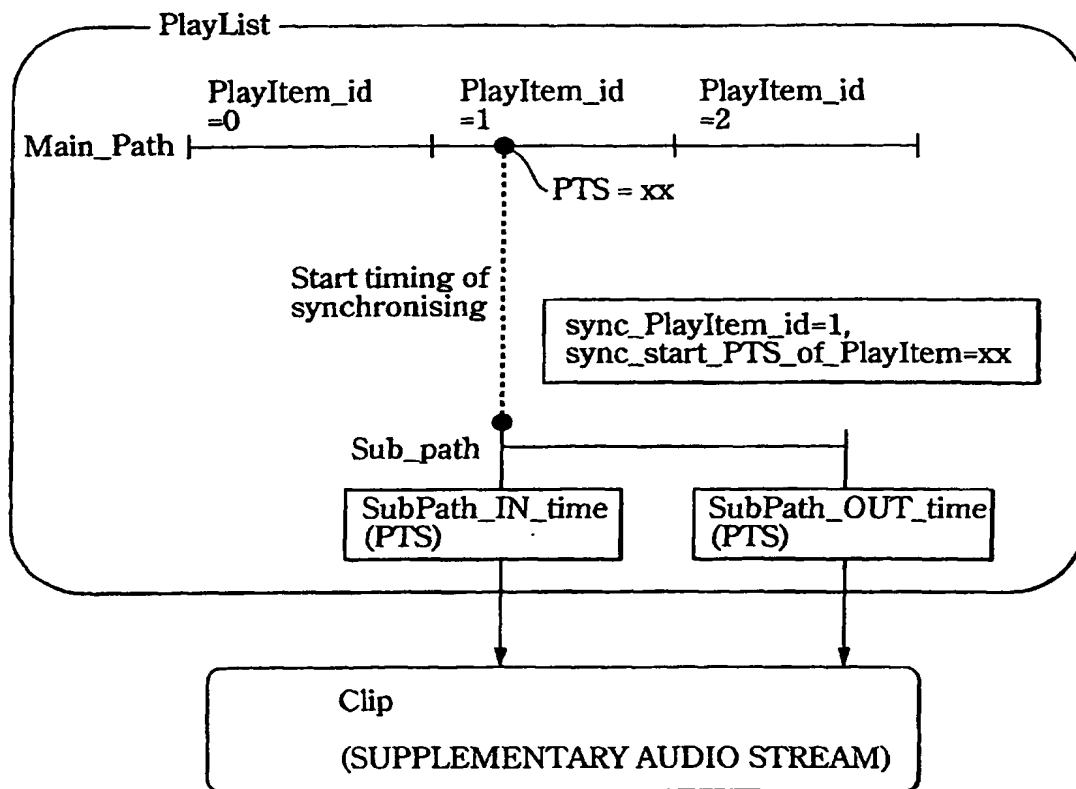 PlayList
PlayItem_id
=0
PlayItem_id
=1
PlayItem_id
=2
Main_Path
PTS = xx
Start timing of
synchronising
sync_PlayItem_id=1,
sync_start_PTS_of_PlayItem=xx
Sub_path
SubPath_IN_time
(PTS)
SubPath_OUT_time
(PTS)
Clip
(SUPPLEMENTARY AUDIO STREAM)